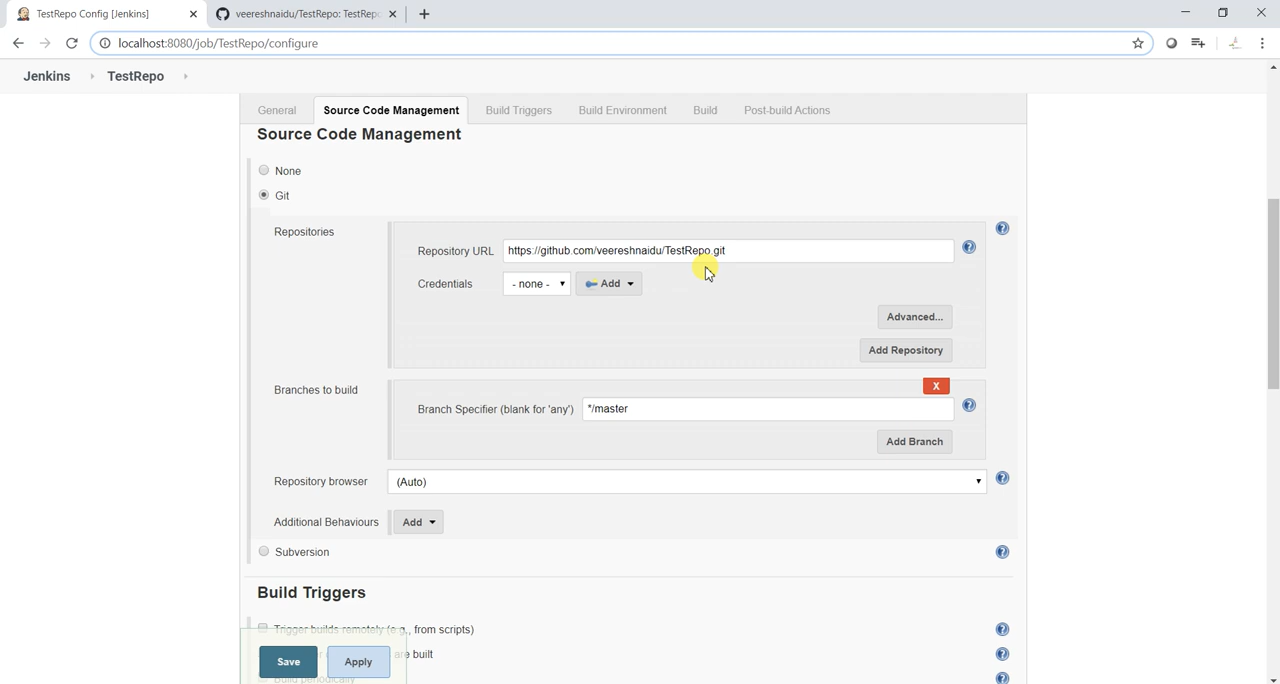 TestRepo Config [Jenkins]
veereshnaidu/TestRepo: TestRepo
localhost:8080/job/TestRepo/configure
Jenkins TestRepo
General Source Code Management Build Triggers Build Environment Build Post-build Actions
Source Code Management
None
Git
Repositories
Repository URL https://github.com/veereshnaidu/TestRepo.git
Credentials - none - Add
Advanced...
Add Repository
X
Branches to build
Branch Specifier (blank for 'any') */master
Add Branch
Repository browser (Auto)
Additional Behaviours Add
Subversion
Build Triggers
Trigger builds remotely (e.g., from scripts)
are built
Save Apply
Build periodically